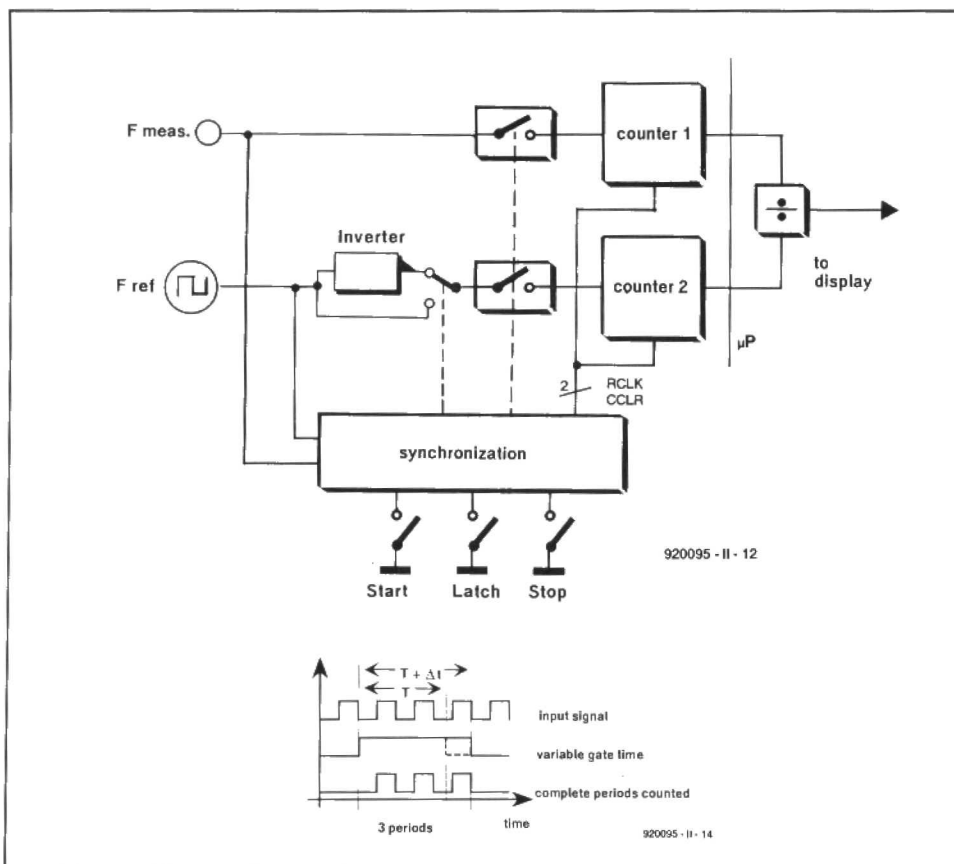 F meas.
counter 1
Inverter
F ref
counter 2
to
display
µP
2
RCLK
CCLR
synchronization
920095 - II - 12
Start
Latch
Stop
T + Δt
T
input signal
variable gate time
complete periods counted
3 periods
time
920095 - II - 14